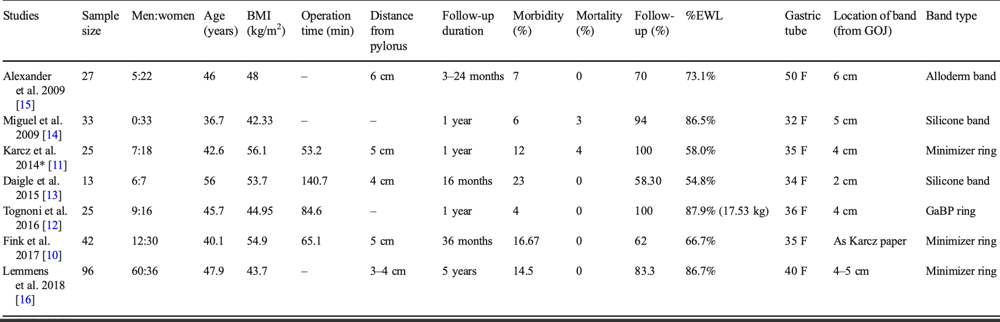 Studies Sample size Men:women Age (years) BMI (kg/m2) Operation time (min) Distance from pylorus Follow-up duration Morbidity (%) Mortality (%) Follow-up (%) %EWL Gastric tube Location of band (from GOJ) Band type
Alexander et al. 2009 [15] 27 5:22 46 48 – 6 cm 3–24 months 7 0 70 73.1% 50 F 6 cm Alloderm band
Miguel et al. 2009 [14] 33 0:33 36.7 42.33 – – 1 year 6 3 94 86.5% 32 F 5 cm Silicone band
Karcz et al. 2014* [11] 25 7:18 42.6 56.1 53.2 5 cm 1 year 12 4 100 58.0% 35 F 4 cm Minimizer ring
Daigle et al. 2015 [13] 13 6:7 56 53.7 140.7 4 cm 16 months 23 0 58.30 54.8% 34 F 2 cm Silicone band
Tognoni et al. 2016 [12] 25 9:16 45.7 44.95 84.6 – 1 year 4 0 100 87.9% (17.53 kg) 36 F 4 cm GaBP ring
Fink et al. 2017 [10] 42 12:30 40.1 54.9 65.1 5 cm 36 months 16.67 0 62 66.7% 35 F As Karcz paper Minimizer ring
Lemmens et al. 2018 [16] 96 60:36 47.9 43.7 – 3–4 cm 5 years 14.5 0 83.3 86.7% 40 F 4–5 cm Minimizer ring